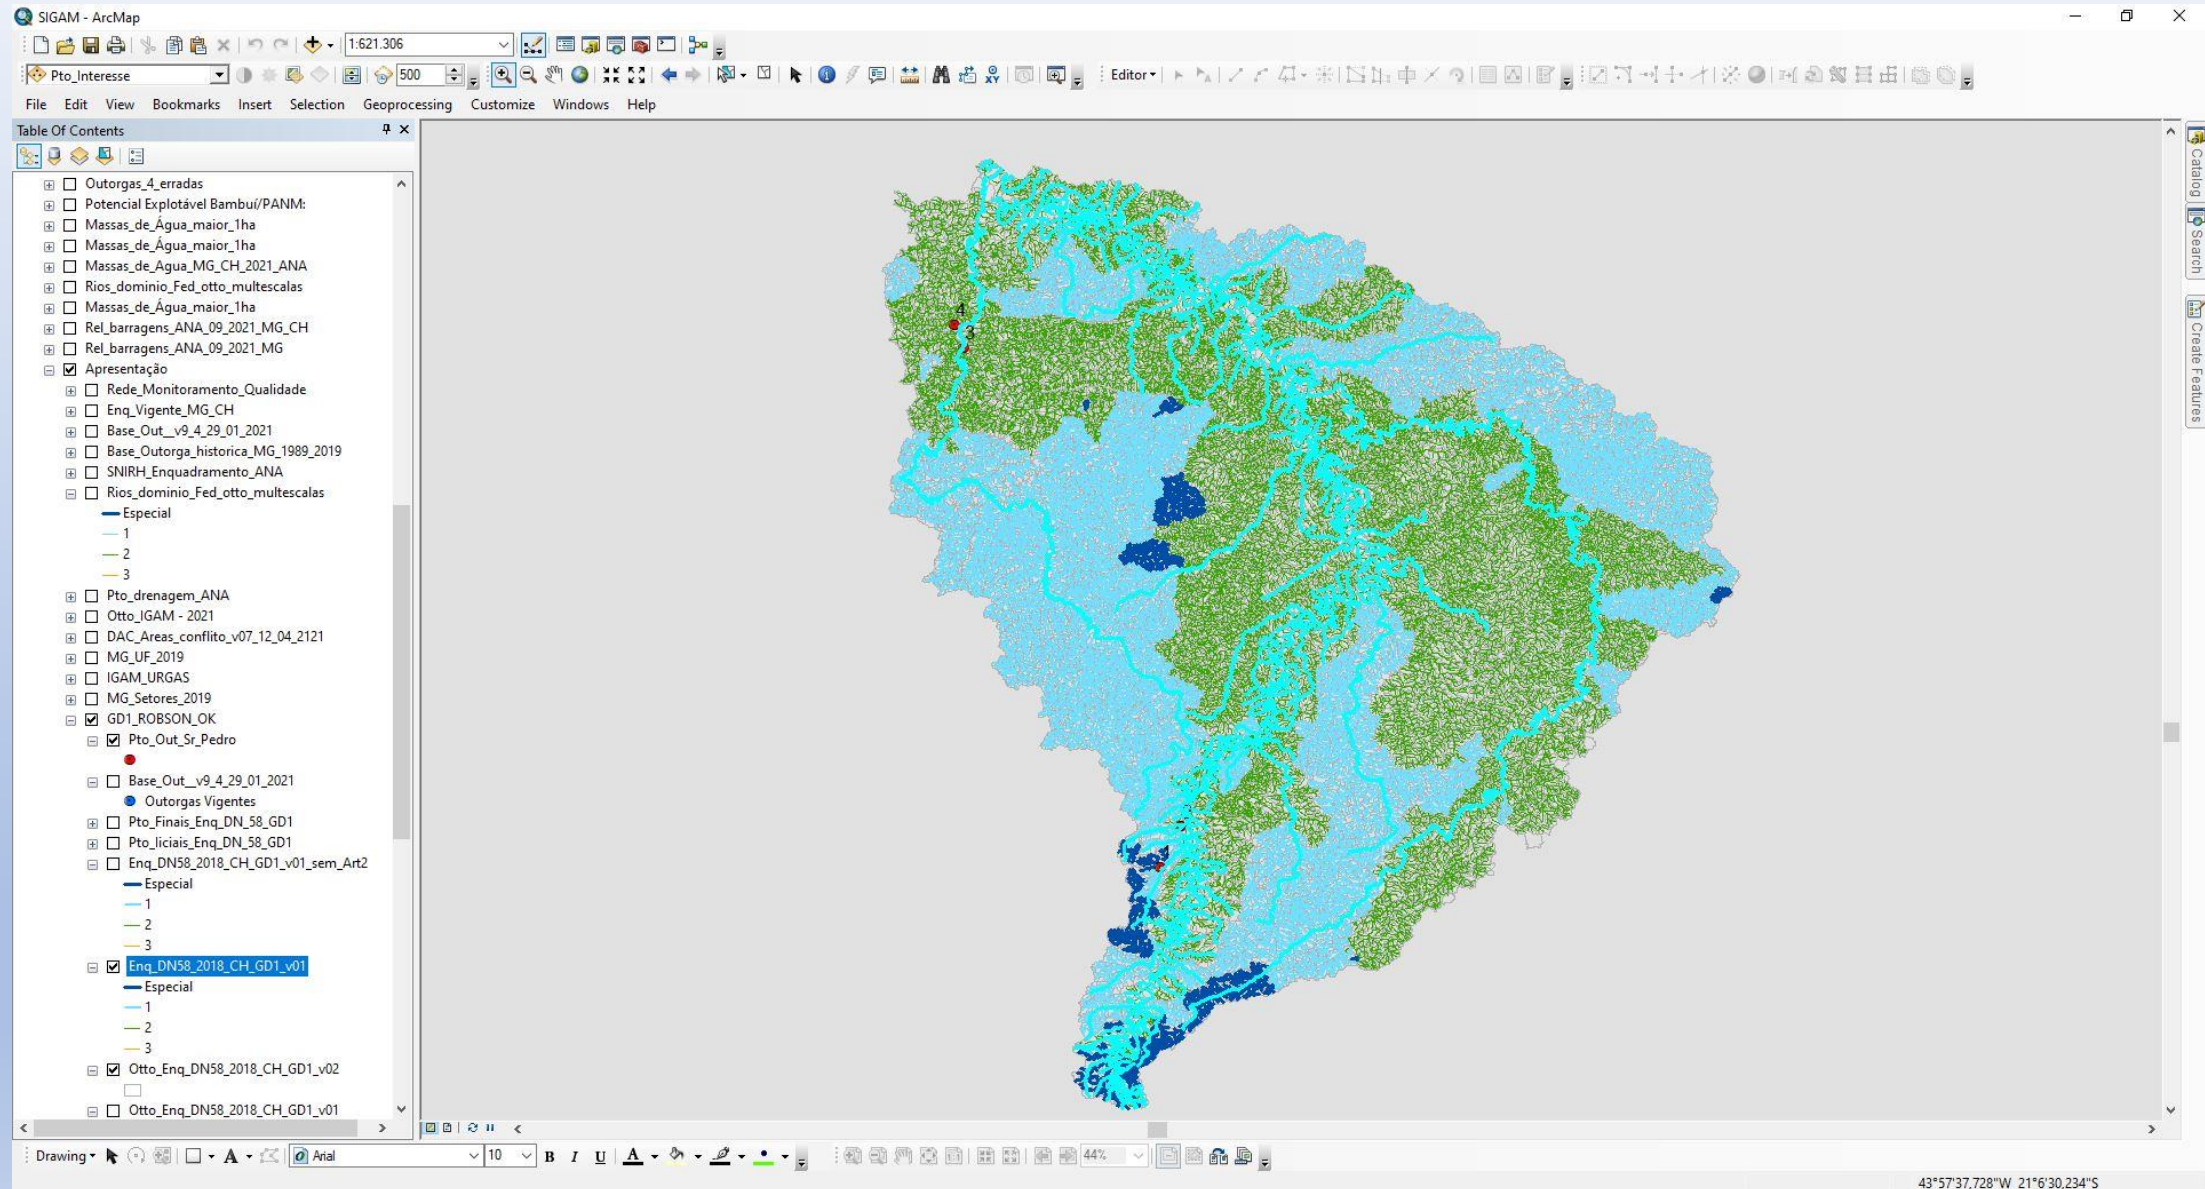 SIGAM - ArcMap
1:621.306
Pto_Interesse
500
Editor
File Edit View Bookmarks Insert Selection Geoprocessing Customize Windows Help
Table Of Contents
Outorgas_4_erradas
Potencial Explotável Bambuí/PANM:
Massas_de_Água_maior_1ha
Massas_de_Água_maior_1ha
Massas_de_Agua_MG_CH_2021_ANA
Rios_dominio_Fed_otto_multescalas
Massas_de_Água_maior_1ha
Rel_barragens_ANA_09_2021_MG_CH
Rel_barragens_ANA_09_2021_MG
Apresentação
Rede_Monitoramento_Qualidade
Enq_Vigente_MG_CH
Base_Out__v9_4_29_01_2021
Base_Outorga_historica_MG_1989_2019
SNIRH_Enquadramento_ANA
Rios_dominio_Fed_otto_multescalas
Especial
1
2
3
Pto_drenagem_ANA
Otto_IGAM - 2021
DAC_Areas_conflito_v07_12_04_2121
MG_UF_2019
IGAM_URGAS
MG_Setores_2019
GD1_ROBSON_OK
Pto_Out_Sr_Pedro
Base_Out__v9_4_29_01_2021
Outorgas Vigentes
Pto_Finais_Enq_DN_58_GD1
Pto_Iiciais_Enq_DN_58_GD1
Enq_DN58_2018_CH_GD1_v01_sem_Art2
Especial
1
2
3
Enq_DN58_2018_CH_GD1_v01
Especial
1
2
3
Otto_Enq_DN58_2018_CH_GD1_v02
Otto_Enq_DN58_2018_CH_GD1_v01
4
3
Catalog
Search
Create Features
Drawing
A
Arial
10
B I U A
44%
43°57'37,728"W 21°6'30,234"S